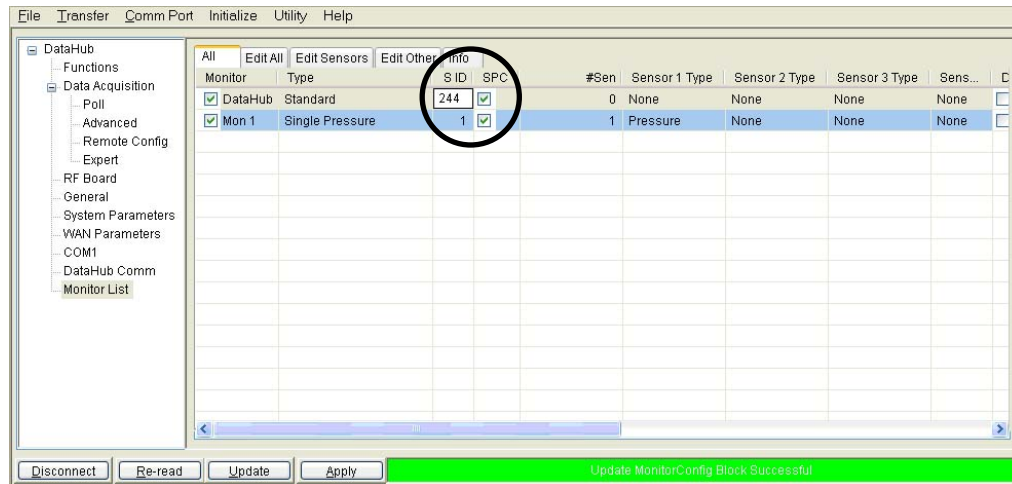 File Transfer Comm Port Initialize Utility Help
DataHub
Functions
Data Acquisition
Poll
Advanced
Remote Config
Expert
RF Board
General
System Parameters
WAN Parameters
COM1
DataHub Comm
Monitor List
All Edit All Edit Sensors Edit Other Info
Monitor Type S ID SPC #Sen Sensor 1 Type Sensor 2 Type Sensor 3 Type Sens... D
DataHub Standard 244 0 None None None None
Mon 1 Single Pressure 1 1 Pressure None None None
Disconnect Re-read Update Apply Update MonitorConfig Block Successful